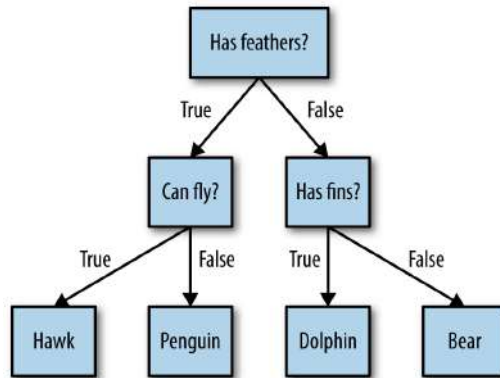 Has feathers?
True
False
Can fly?
Has fins?
True
False
True
False
Hawk
Penguin
Dolphin
Bear